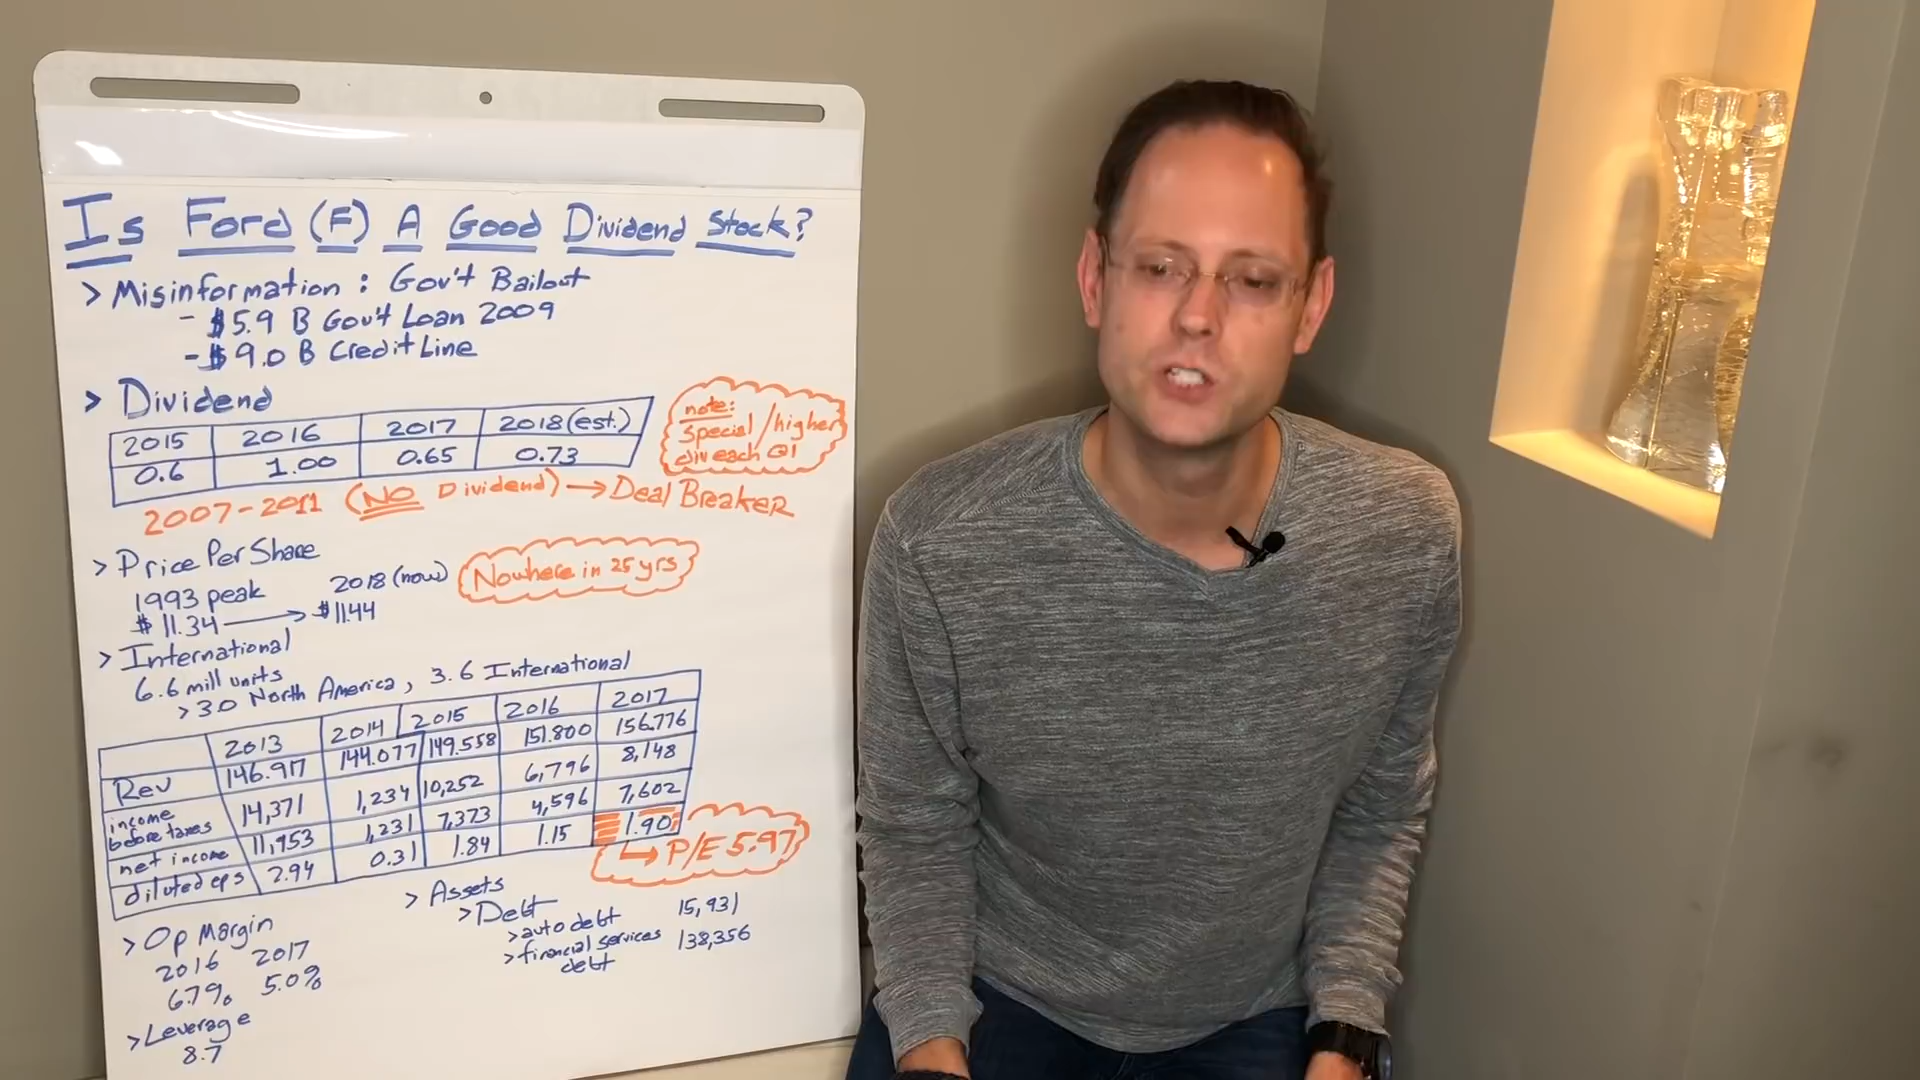 Is Ford (F) A Good Dividend Stock?
> Misinformation : Gov't Bailout
- $5.9 B Gov't Loan 2009
- $9.0 B Credit Line
> Dividend
2015 2016 2017 2018 (est.)
0.6 1.00 0.65 0.73
note:
special / higher
div each Q1
2007-2011 (NO Dividend) → Deal Breaker
> Price Per Share
1993 peak 2018 (now)
$11.34 → $11.44
Nowhere in 25 yrs
> International
6.6 mill units
> 3.0 North America, 3.6 International
2013 2014 2015 2016 2017
Rev 146.917 144.077 149.558 151.800 156.776
income before taxes 14,371 1,234 10,252 6,796 8,148
net income 11,953 1,231 7,373 4,596 7,602
diluted eps 2.94 0.31 1.84 1.15 1.90
→ P/E 5.97
> Op Margin
2016 2017
6.7% 5.0%
> Leverage
8.7
> Assets
> Debt
> auto debt 15,931
> financial services 138,356
debt